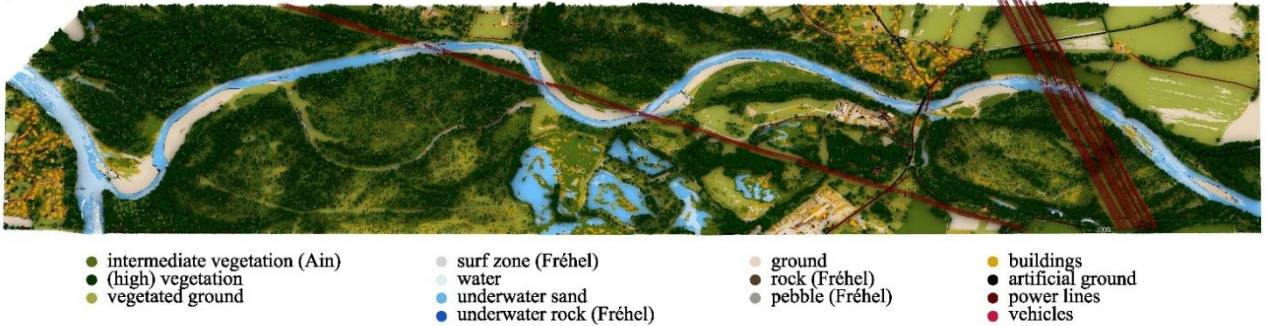 intermediate vegetation (Ain)
(high) vegetation
vegetated ground
surf zone (Fréhel)
water
underwater sand
underwater rock (Fréhel)
ground
rock (Fréhel)
pebble (Fréhel)
buildings
artificial ground
power lines
vehicles